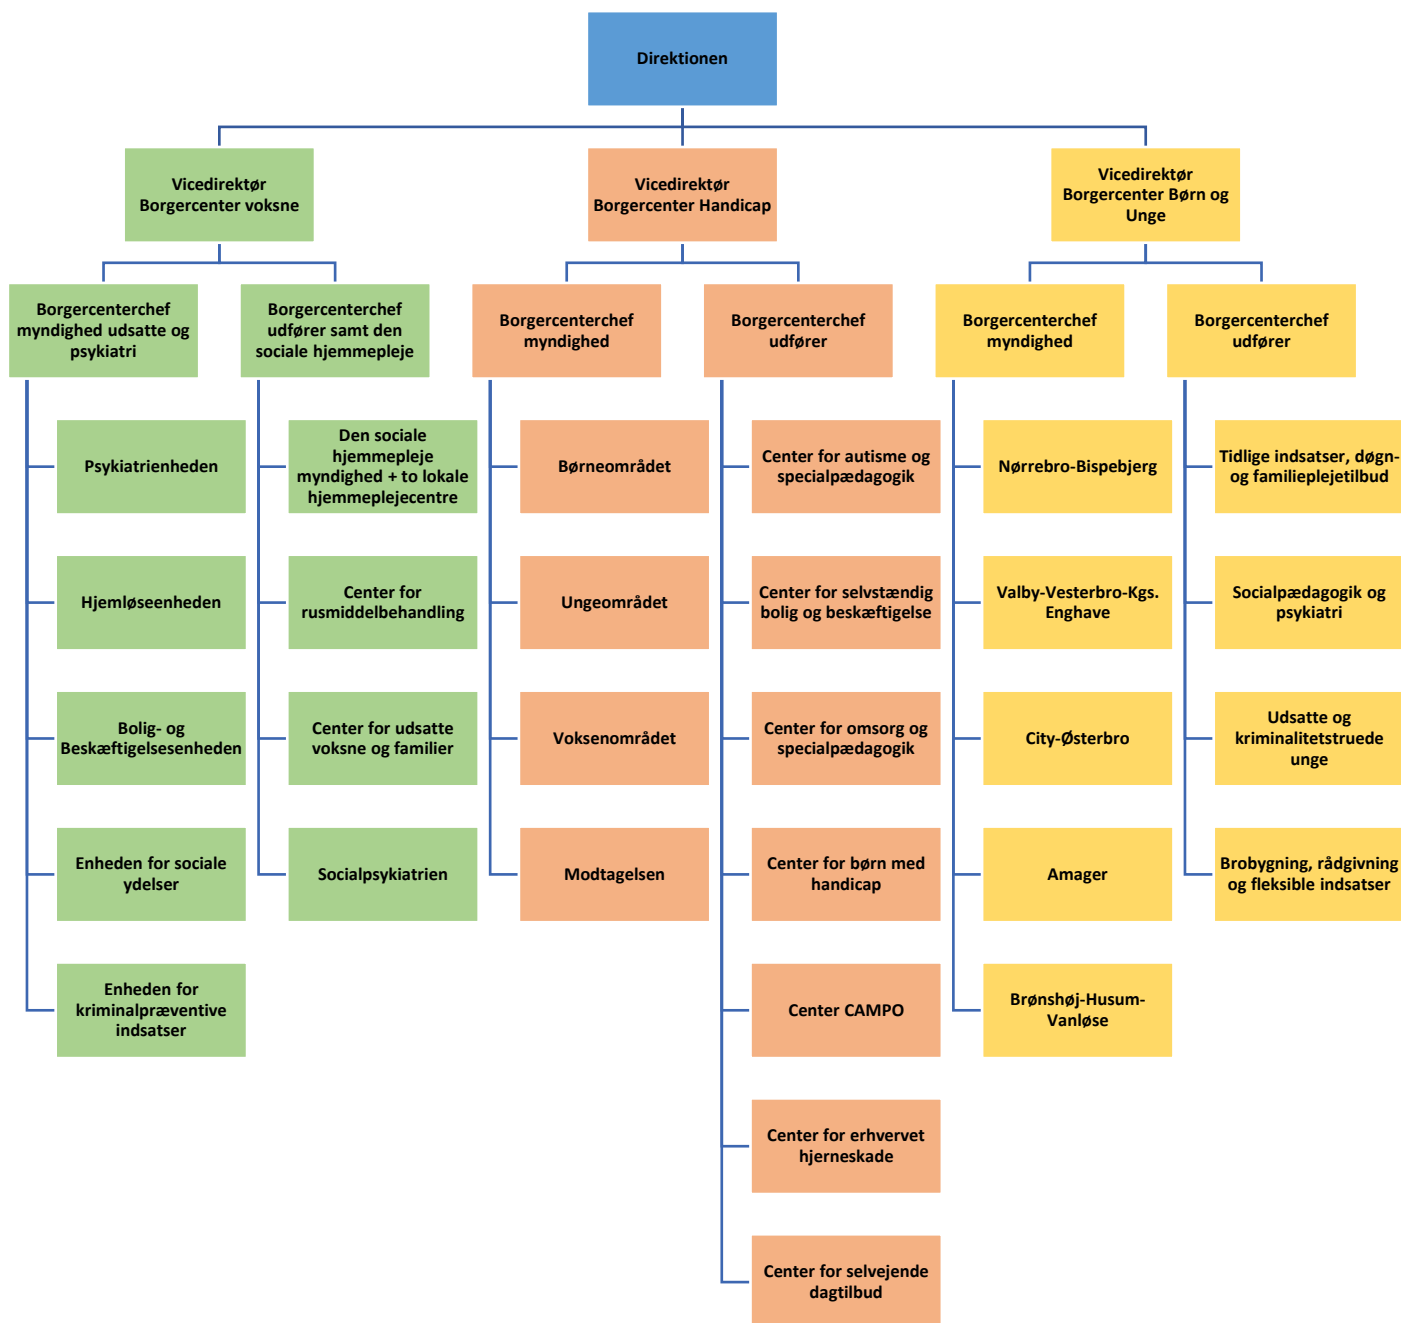 Direktionen
Vicedirektør
Borgercenter voksne
Vicedirektør
Borgercenter Handicap
Vicedirektør
Borgercenter Børn og
Unge
Borgercenterchef
myndighed udsatte og
psykiatri
Borgercenterchef
udfører samt den
sociale hjemmepleje
Borgercenterchef
myndighed
Borgercenterchef
udfører
Borgercenterchef
myndighed
Borgercenterchef
udfører
Psykiatrienheden
Den sociale
hjemmepleje
myndighed + to lokale
hjemmeplejecentre
Børneområdet
Center for autisme og
specialpædagogik
Nørrebro-Bispebjerg
Tidlige indsatser, døgn-
og familieplejetilbud
Hjemløseenheden
Center for
rusmiddelbehandling
Ungeområdet
Center for selvstændig
bolig og beskæftigelse
Valby-Vesterbro-Kgs.
Enghave
Socialpædagogik og
psykiatri
Bolig- og
Beskæftigelsesenheden
Center for udsatte
voksne og familier
Voksenområdet
Center for omsorg og
specialpædagogik
City-Østerbro
Udsatte og
kriminalitetstruede
unge
Enheden for sociale
ydelser
Socialpsykiatrien
Modtagelsen
Center for børn med
handicap
Amager
Brobygning, rådgivning
og fleksible indsatser
Enheden for
kriminalpræventive
indsatser
Center CAMPO
Brønshøj-Husum-
Vanløse
Center for erhvervet
hjerneskade
Center for selvejende
dagtilbud